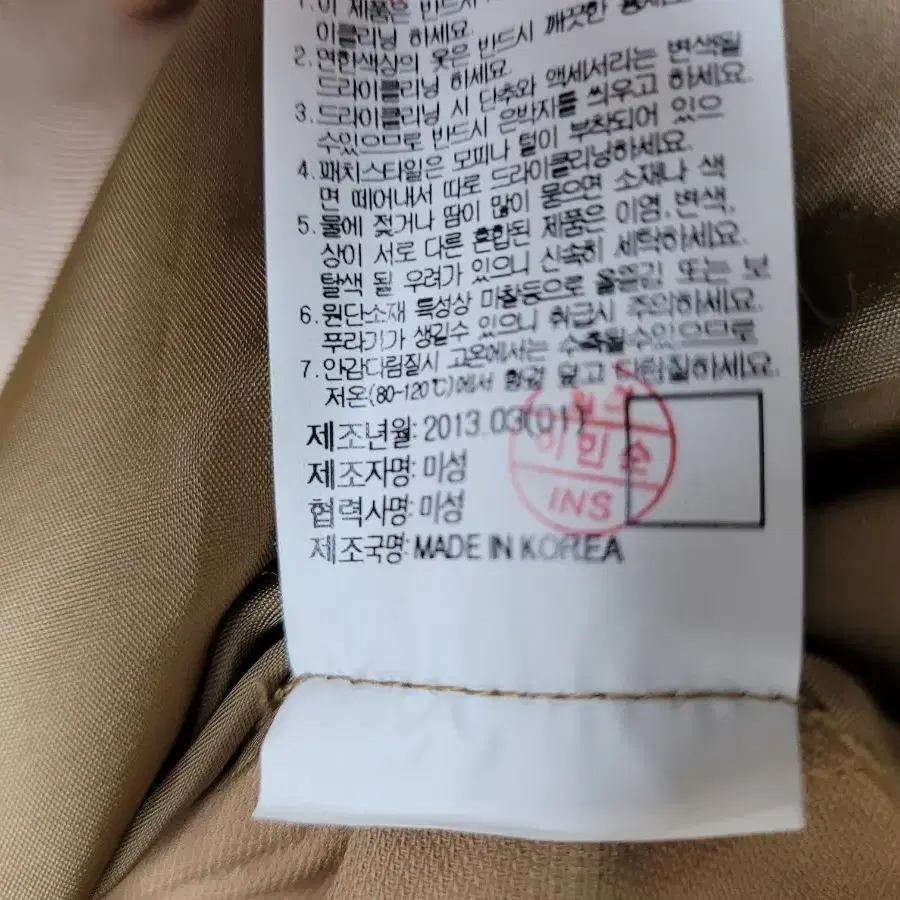 1. 이 제품은 반드시
이클리닝 하세요.
2. 연한색상의 옷은 반드시 깨끗한 용제로
드라이클리닝 하세요.
3. 드라이클리닝 시 단추와 액세서리는 변색될
수있으므로 반드시 은박지를 씌우고 하세요.
4. 패치스타일은 모피나 털이 부착되어 있으
면 떼어내서 따로 드라이클리닝하세요.
5. 물에 젖거나 땀이 많이 묻으면 소재나 색
상이 서로 다른 혼합된 제품은 이염, 변색,
탈색 될 우려가 있으니 신속히 세탁하세요.
6. 원단소재 특성상 마찰등으로 올뜯김 또는 보
푸라기가 생길수 있으니 취급시 주의하세요.
7. 안감다림질시 고온에서는 수축될수있으므로
저온(80~120℃)에서 헝겊 덮고 다림질하세요.
제조년월: 2013.03(01)
제조자명: 미성
협력사명: 미성
제조국명: MADE IN KOREA
이민순
INS